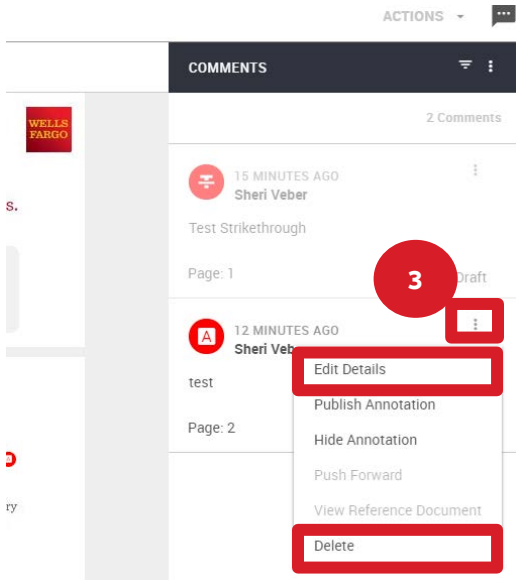 ACTIONS
COMMENTS
WELLS
FARGO
2 Comments
15 MINUTES AGO
Sheri Veber
s.
Test Strikethrough
Page: 1
3
Draft
A
12 MINUTES AGO
Sheri Veb
test
Edit Details
Publish Annotation
Page: 2
Hide Annotation
Push Forward
ry
View Reference Document
Delete